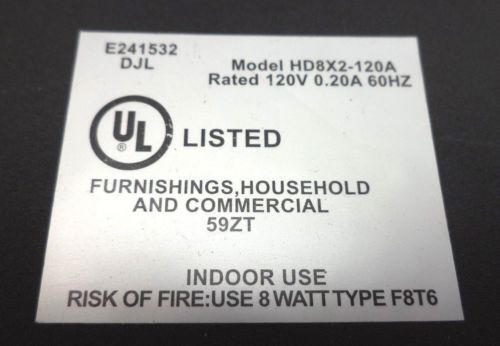 E241532
DJL
Model HD8X2-120A
Rated 120V 0.20A 60HZ
UL
LISTED
FURNISHINGS,HOUSEHOLD
AND COMMERCIAL
59ZT
INDOOR USE
RISK OF FIRE:USE 8 WATT TYPE F8T6